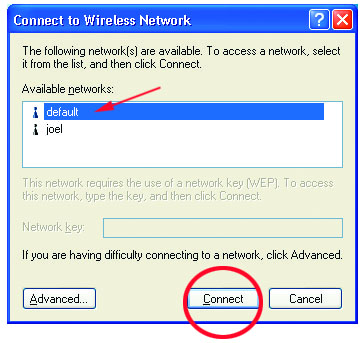 Connect to Wireless Network
The following network(s) are available. To access a network, select
it from the list, and then click Connect.
Available networks:
default
joel
This network requires the use of a network key (WEP). To access
this network, type the key, and then click Connect.
Network key:
If you are having difficulty connecting to a network, click Advanced.
Advanced... Connect Cancel